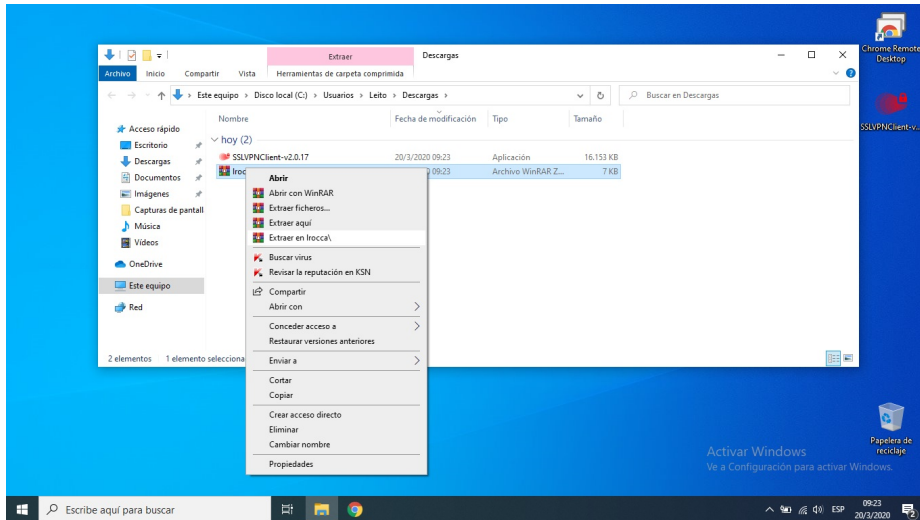 Extraer
Descargas
Archivo Inicio Compartir Vista Herramientas de carpeta comprimida
Este equipo > Disco local (C:) > Usuarios > Leito > Descargas >
Buscar en Descargas
Nombre Fecha de modificación Tipo Tamaño
hoy (2)
SSLVPNClient-v2.0.17 20/3/2020 09:23 Aplicación 16.153 KB
09:23 Archivo WinRAR Z... 7 KB
Acceso rápido
Escritorio
Descargas
Documentos
Imágenes
Capturas de pantall
Música
Vídeos
OneDrive
Este equipo
Red
2 elementos 1 elemento selecciona
Abrir
Abrir con WinRAR
Extraer ficheros...
Extraer aquí
Extraer en lrocca\
Buscar virus
Revisar la reputación en KSN
Compartir
Abrir con
Conceder acceso a
Restaurar versiones anteriores
Enviar a
Cortar
Copiar
Crear acceso directo
Eliminar
Cambiar nombre
Propiedades
Chrome Remote
Desktop
SSLVPNClient-v...
Papelera de
reciclaje
Activar Windows
Ve a Configuración para activar Windows.
Escribe aquí para buscar
ESP
09:23
20/3/2020
2